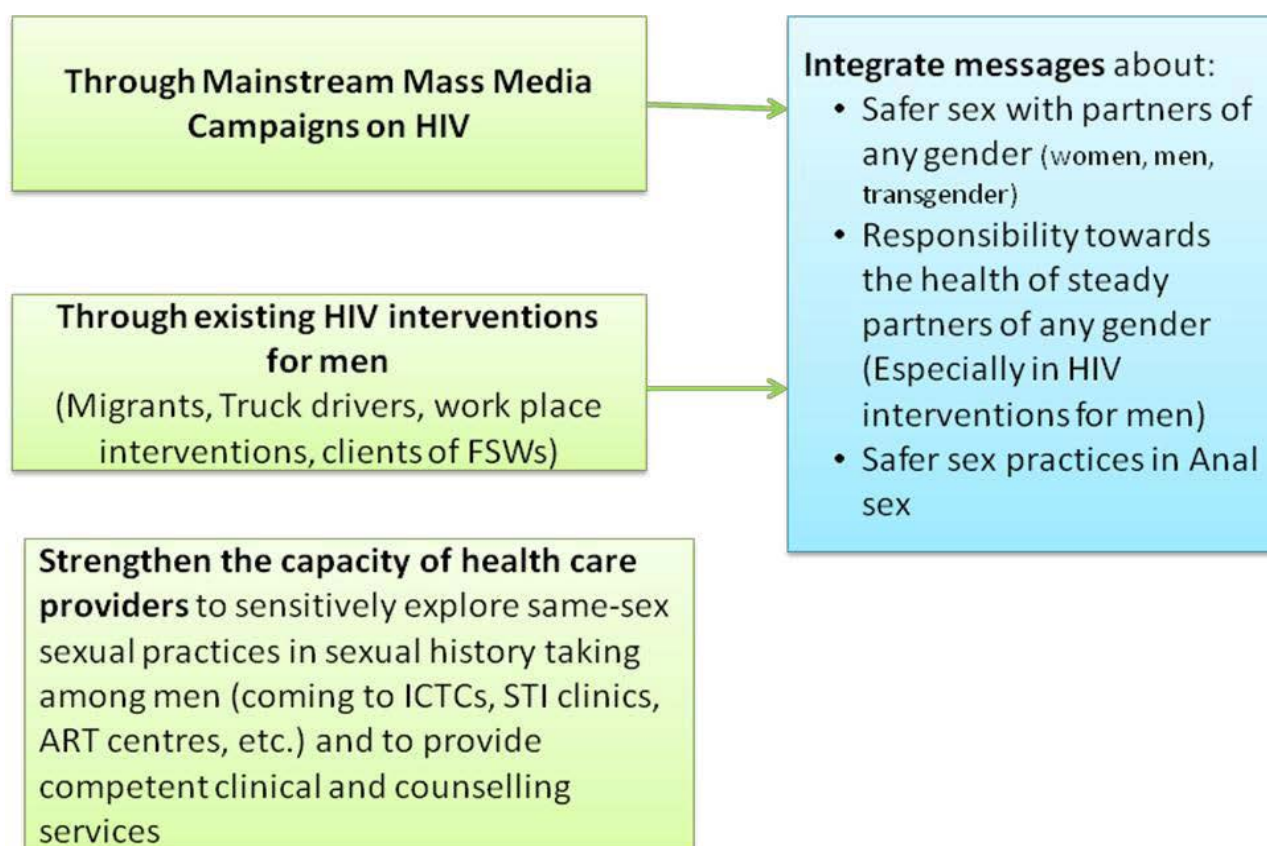 Through Mainstream Mass Media
Campaigns on HIV
Through existing HIV interventions
for men
(Migrants, Truck drivers, work place
interventions, clients of FSWs)
Strengthen the capacity of health care
providers to sensitively explore same-sex
sexual practices in sexual history taking
among men (coming to ICTCs, STI clinics,
ART centres, etc.) and to provide
competent clinical and counselling
services
Integrate messages about:
• Safer sex with partners of
any gender (women, men,
transgender)
• Responsibility towards
the health of steady
partners of any gender
(Especially in HIV
interventions for men)
• Safer sex practices in Anal
sex